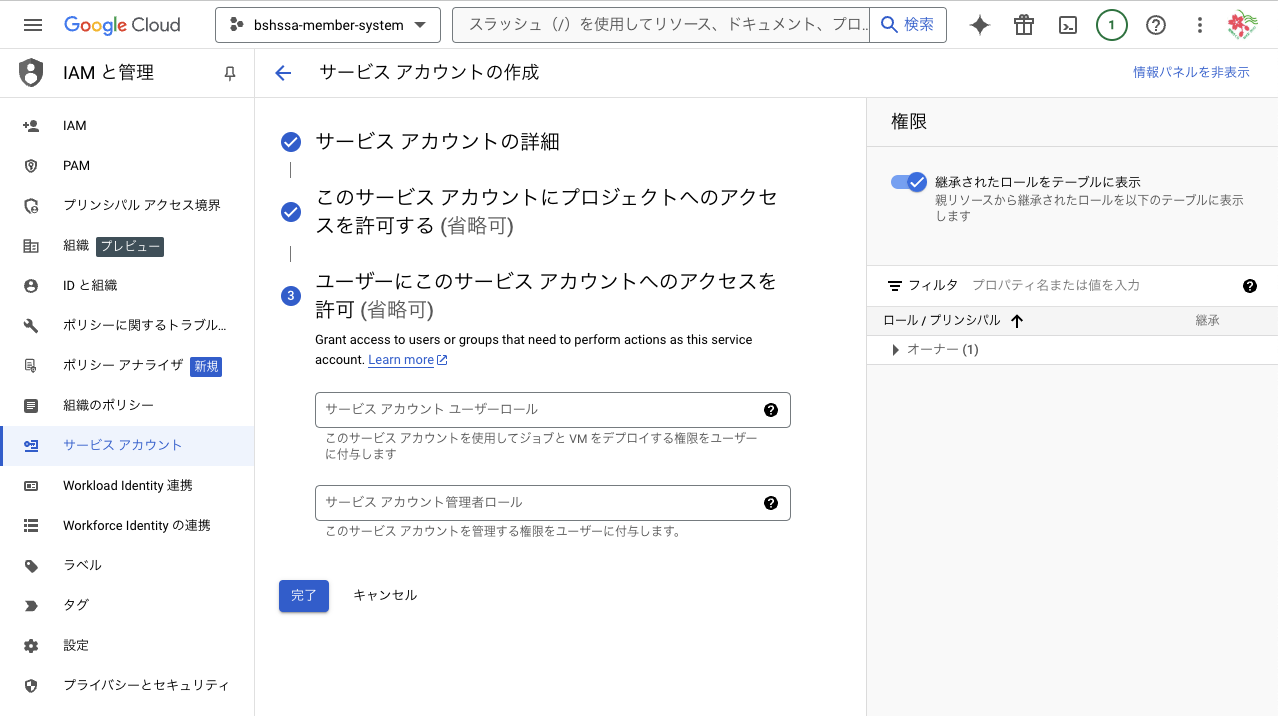 Google Cloud
bshssa-member-system
スラッシュ（/）を使用してリソース、ドキュメント、プロ...
検索
1
IAM と管理
サービス アカウントの作成
情報パネルを非表示
IAM
PAM
プリンシパル アクセス境界
組織 プレビュー
ID と組織
ポリシーに関するトラブル...
ポリシー アナライザ 新規
組織のポリシー
サービス アカウント
Workload Identity 連携
Workforce Identity の連携
ラベル
タグ
設定
プライバシーとセキュリティ
サービス アカウントの詳細
このサービス アカウントにプロジェクトへのアクセ
スを許可する (省略可)
3
ユーザーにこのサービス アカウントへのアクセスを
許可 (省略可)
Grant access to users or groups that need to perform actions as this service
account. Learn more
サービス アカウント ユーザーロール
このサービス アカウントを使用してジョブと VM をデプロイする権限をユーザー
に付与します
サービス アカウント管理者ロール
このサービス アカウントを管理する権限をユーザーに付与します。
完了
キャンセル
権限
継承されたロールをテーブルに表示
親リソースから継承されたロールを以下のテーブルに表示
します
フィルタ プロパティ名または値を入力
ロール / プリンシパル
継承
オーナー (1)